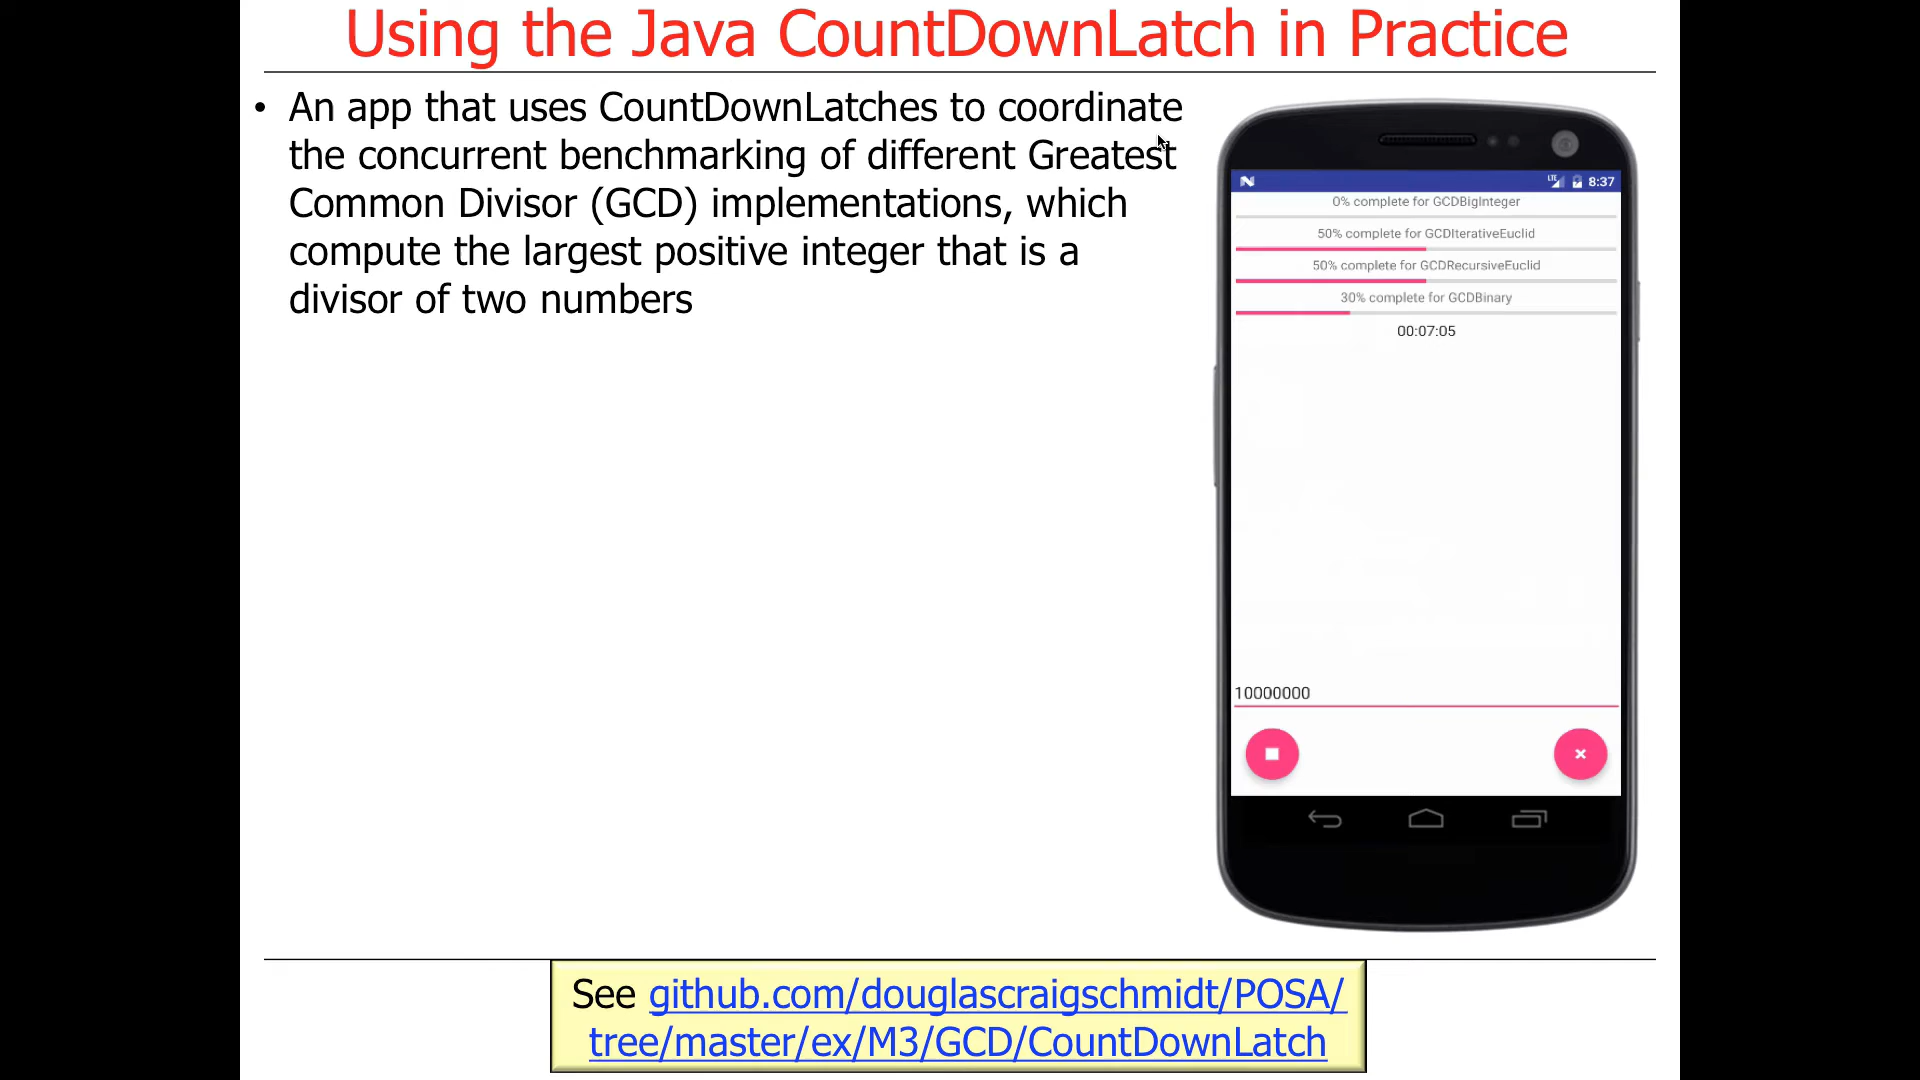 Using the Java CountDownLatch in Practice
• An app that uses CountDownLatches to coordinate
the concurrent benchmarking of different Greatest
Common Divisor (GCD) implementations, which
compute the largest positive integer that is a
divisor of two numbers
LTE 8:37
0% complete for GCDBigInteger
50% complete for GCDIterativeEuclid
50% complete for GCDRecursiveEuclid
30% complete for GCDBinary
00:07:05
10000000
See github.com/douglascraigschmidt/POSA/
tree/master/ex/M3/GCD/CountDownLatch